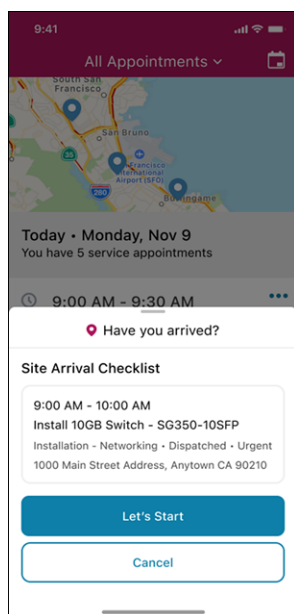 9:41
All Appointments
South San
Francisco
San Bruno
35
San Francisco
International
Airport (SFO)
280
Burlingame
Today • Monday, Nov 9
You have 5 service appointments
9:00 AM - 9:30 AM
Have you arrived?
Site Arrival Checklist
9:00 AM - 10:00 AM
Install 10GB Switch - SG350-10SFP
Installation - Networking • Dispatched • Urgent
1000 Main Street Address, Anytown CA 90210
Let's Start
Cancel